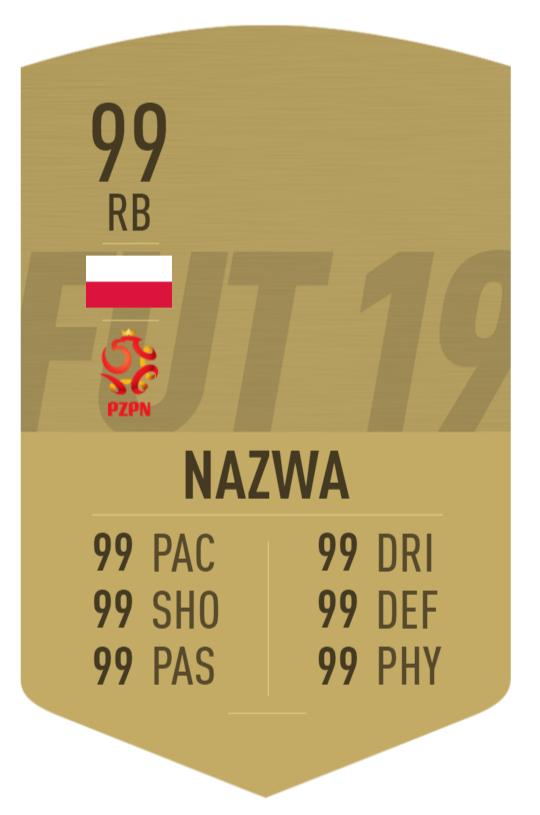 99
RB
FUT 19
PZPN
NAZWA
99 PAC 99 DRI
99 SHO 99 DEF
99 PAS 99 PHY